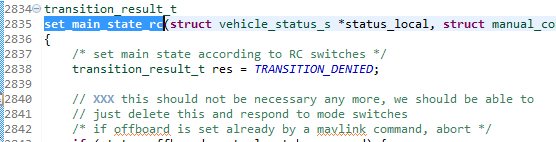 2834 transition_result_t
2835 set_main_state_rc(struct vehicle_status_s *status_local, struct manual_co
2836 {
2837 /* set main state according to RC switches */
2838 transition_result_t res = TRANSITION_DENIED;
2839
2840 // XXX this should not be necessary any more, we should be able to
2841 // just delete this and respond to mode switches
2842 /* if offboard is set already by a mavlink command, abort */